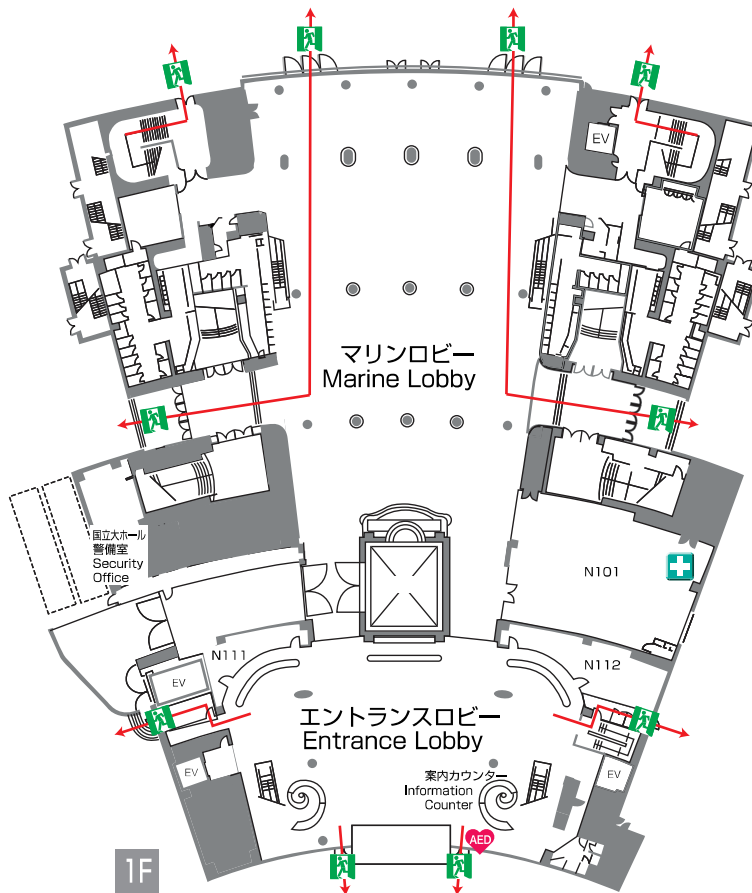 EV
マリンロビー
Marine Lobby
国立大ホール
警備室
Security
Office
N101
N111
N112
EV
エントランスロビー
Entrance Lobby
案内カウンター
Information
Counter
EV
EV
AED
1F